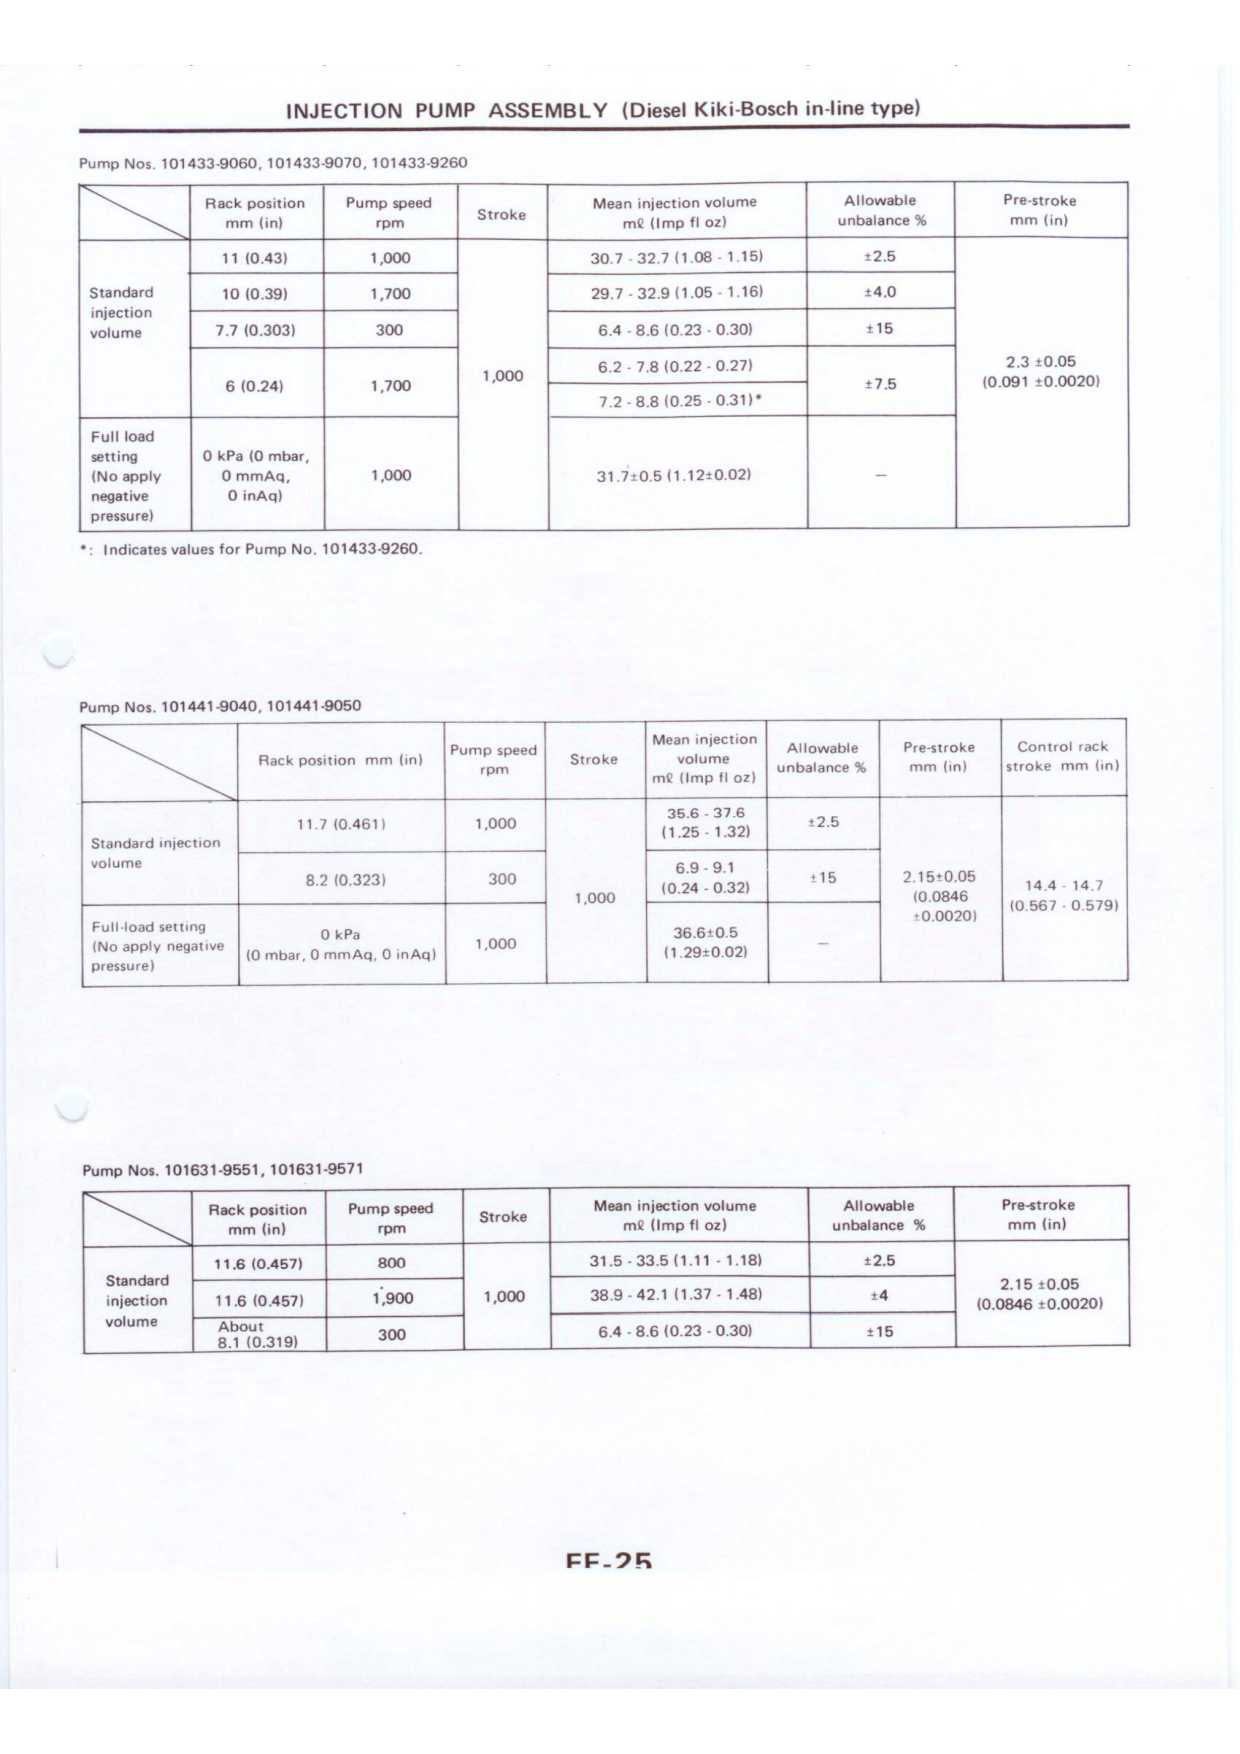 INJECTION PUMP ASSEMBLY (Diesel Kiki-Bosch in-line type)
Pump Nos. 101433-9060, 101433-9070, 101433-9260
Rack position mm (in) Pump speed rpm Stroke Mean injection volume mℓ (Imp fl oz) Allowable unbalance % Pre-stroke mm (in)
Standard injection volume 11 (0.43) 1,000 1,000 30.7 - 32.7 (1.08 - 1.15) ±2.5 2.3 ±0.05 (0.091 ±0.0020)
10 (0.39) 1,700 29.7 - 32.9 (1.05 - 1.16) ±4.0
7.7 (0.303) 300 6.4 - 8.6 (0.23 - 0.30) ±15
6 (0.24) 1,700 6.2 - 7.8 (0.22 - 0.27) ±7.5
7.2 - 8.8 (0.25 - 0.31)*
Full load setting (No apply negative pressure) 0 kPa (0 mbar, 0 mmAq, 0 inAq) 1,000 31.7±0.5 (1.12±0.02) –
*: Indicates values for Pump No. 101433-9260.
Pump Nos. 101441-9040, 101441-9050
Rack position mm (in) Pump speed rpm Stroke Mean injection volume mℓ (Imp fl oz) Allowable unbalance % Pre-stroke mm (in) Control rack stroke mm (in)
Standard injection volume 11.7 (0.461) 1,000 1,000 35.6 - 37.6 (1.25 - 1.32) ±2.5 2.15±0.05 (0.0846 ±0.0020) 14.4 - 14.7 (0.567 - 0.579)
8.2 (0.323) 300 6.9 - 9.1 (0.24 - 0.32) ±15
Full-load setting (No apply negative pressure) 0 kPa (0 mbar, 0 mmAq, 0 inAq) 1,000 36.6±0.5 (1.29±0.02) –
Pump Nos. 101631-9551, 101631-9571
Rack position mm (in) Pump speed rpm Stroke Mean injection volume mℓ (Imp fl oz) Allowable unbalance % Pre-stroke mm (in)
Standard injection volume 11.6 (0.457) 800 1,000 31.5 - 33.5 (1.11 - 1.18) ±2.5 2.15 ±0.05 (0.0846 ±0.0020)
11.6 (0.457) 1,900 38.9 - 42.1 (1.37 - 1.48) ±4
About 8.1 (0.319) 300 6.4 - 8.6 (0.23 - 0.30) ±15